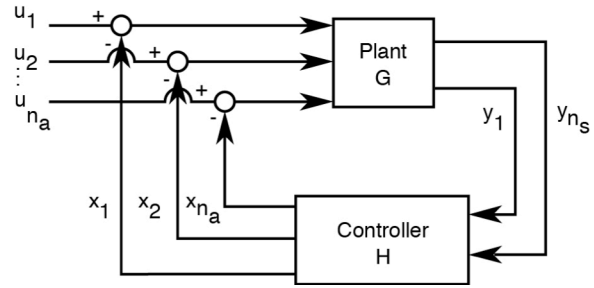 u1 +
-
u2 +
-
⋮
u na +
-
Plant
G
y1
yns
x1
x2
xna
Controller
H